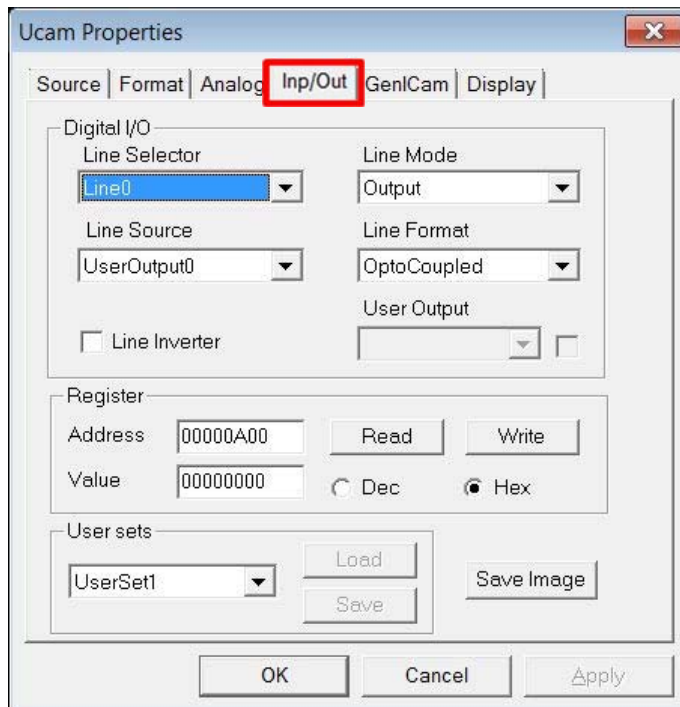 Ucam Properties
Source Format Analog Inp/Out GenICam Display
Digital I/O
Line Selector Line Mode
Line0 Output
Line Source Line Format
UserOutput0 OptoCoupled
User Output
Line Inverter
Register
Address 00000A00 Read Write
Value 00000000 Dec Hex
User sets
UserSet1 Load Save Image
Save
OK Cancel Apply